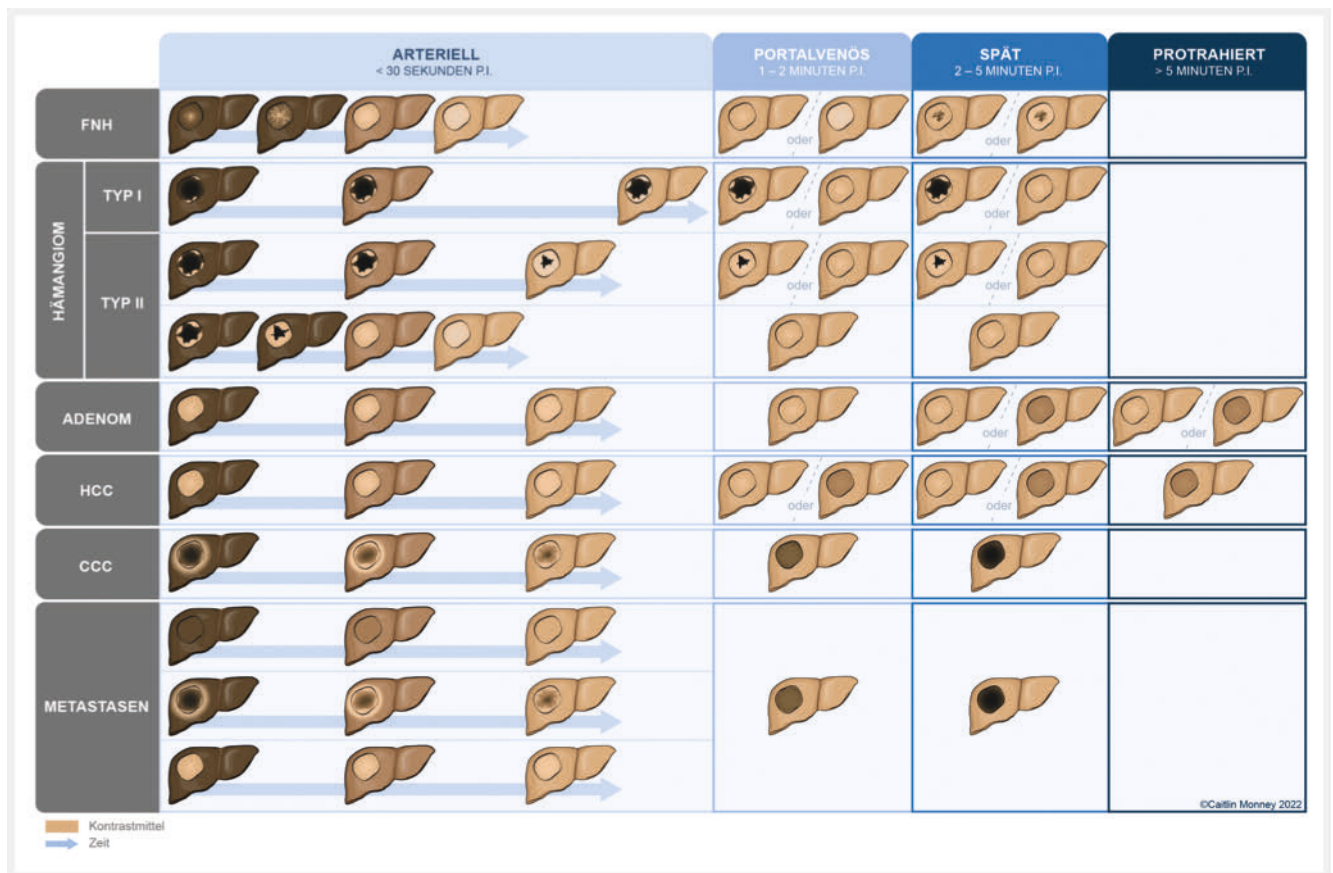 ARTERIELL
< 30 SEKUNDEN P.I.
PORTALVENÖS
1 – 2 MINUTEN P.I.
SPÄT
2 – 5 MINUTEN P.I.
PROTRAHIERT
> 5 MINUTEN P.I.
FNH
oder
oder
HÄMANGIOM
TYP I
oder
oder
TYP II
oder
oder
ADENOM
oder
oder
HCC
oder
oder
CCC
METASTASEN
©Caitlin Monney 2022
Kontrastmittel
Zeit